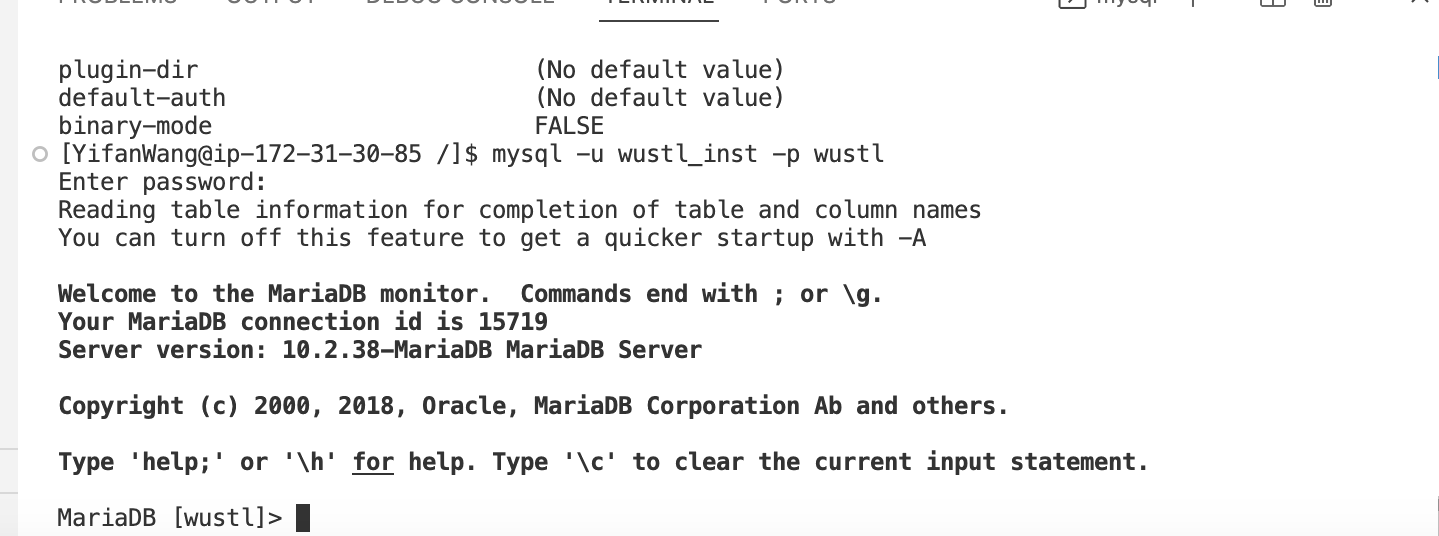 PROBLEMS OUTPUT DEBUG CONSOLE TERMINAL PORTS mysql
plugin-dir (No default value)
default-auth (No default value)
binary-mode FALSE
[YifanWang@ip-172-31-30-85 /]$ mysql -u wustl_inst -p wustl
Enter password:
Reading table information for completion of table and column names
You can turn off this feature to get a quicker startup with -A
Welcome to the MariaDB monitor.  Commands end with ; or \g.
Your MariaDB connection id is 15719
Server version: 10.2.38-MariaDB MariaDB Server
Copyright (c) 2000, 2018, Oracle, MariaDB Corporation Ab and others.
Type 'help;' or '\h' for help. Type '\c' to clear the current input statement.
MariaDB [wustl]>